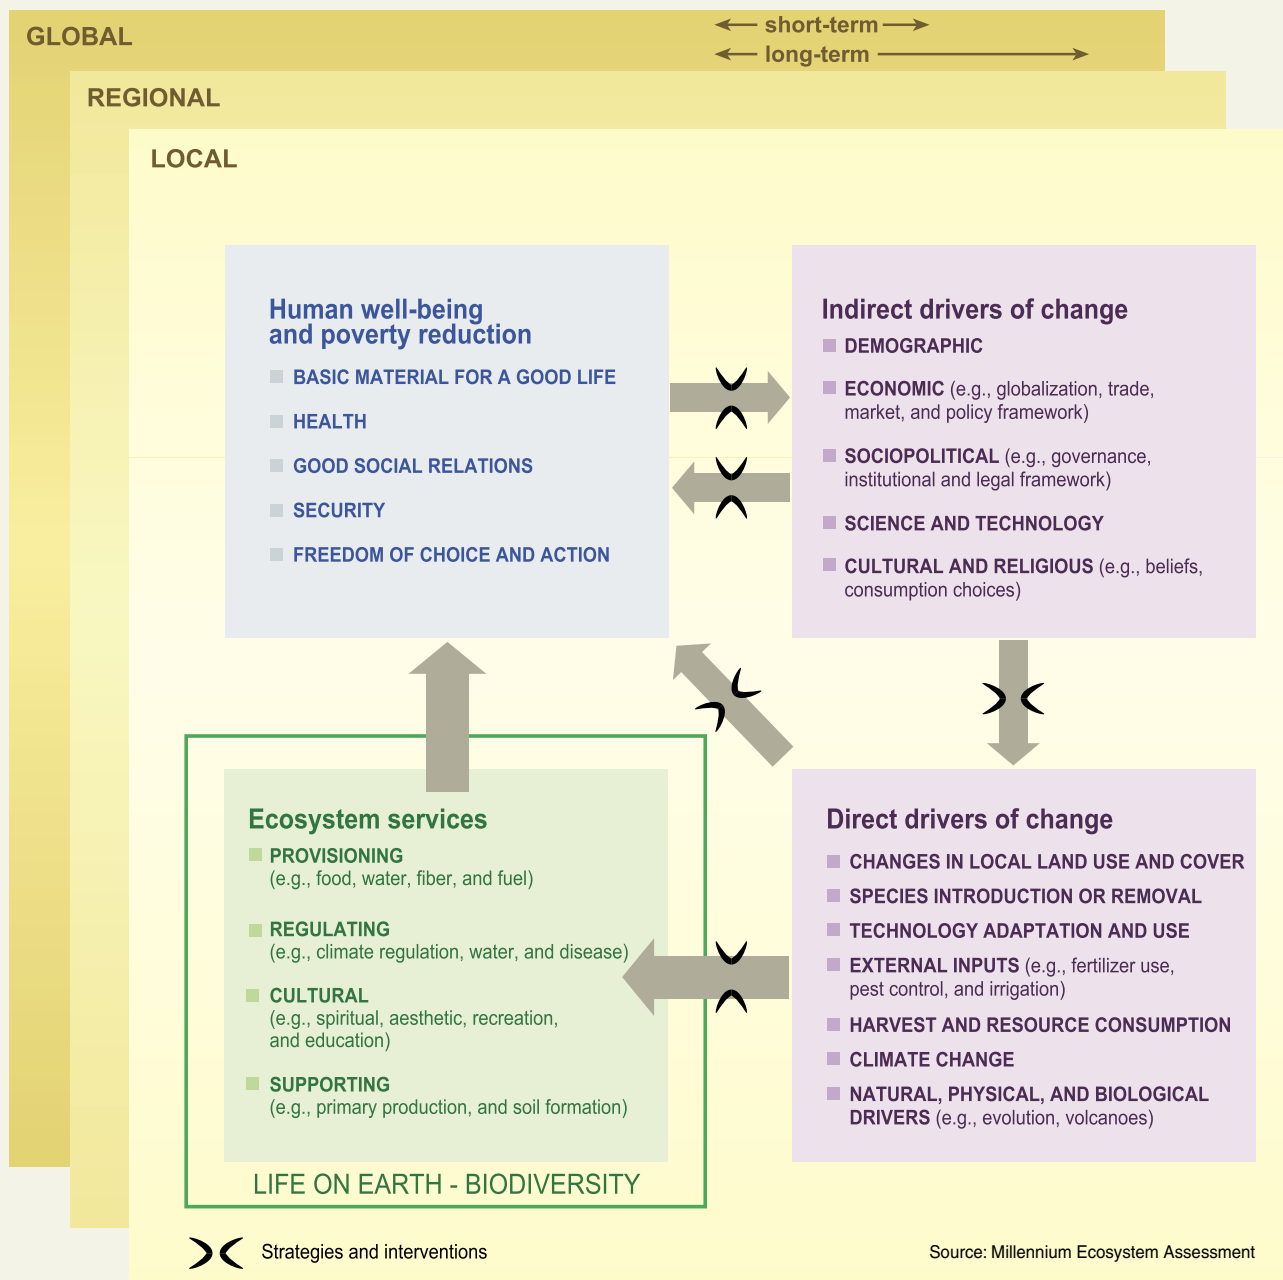 GLOBAL
short-term
long-term
REGIONAL
LOCAL
Human well-being
and poverty reduction
BASIC MATERIAL FOR A GOOD LIFE
HEALTH
GOOD SOCIAL RELATIONS
SECURITY
FREEDOM OF CHOICE AND ACTION
Indirect drivers of change
DEMOGRAPHIC
ECONOMIC (e.g., globalization, trade,
market, and policy framework)
SOCIOPOLITICAL (e.g., governance,
institutional and legal framework)
SCIENCE AND TECHNOLOGY
CULTURAL AND RELIGIOUS (e.g., beliefs,
consumption choices)
Ecosystem services
PROVISIONING
(e.g., food, water, fiber, and fuel)
REGULATING
(e.g., climate regulation, water, and disease)
CULTURAL
(e.g., spiritual, aesthetic, recreation,
and education)
SUPPORTING
(e.g., primary production, and soil formation)
LIFE ON EARTH - BIODIVERSITY
Direct drivers of change
CHANGES IN LOCAL LAND USE AND COVER
SPECIES INTRODUCTION OR REMOVAL
TECHNOLOGY ADAPTATION AND USE
EXTERNAL INPUTS (e.g., fertilizer use,
pest control, and irrigation)
HARVEST AND RESOURCE CONSUMPTION
CLIMATE CHANGE
NATURAL, PHYSICAL, AND BIOLOGICAL
DRIVERS (e.g., evolution, volcanoes)
Strategies and interventions
Source: Millennium Ecosystem Assessment